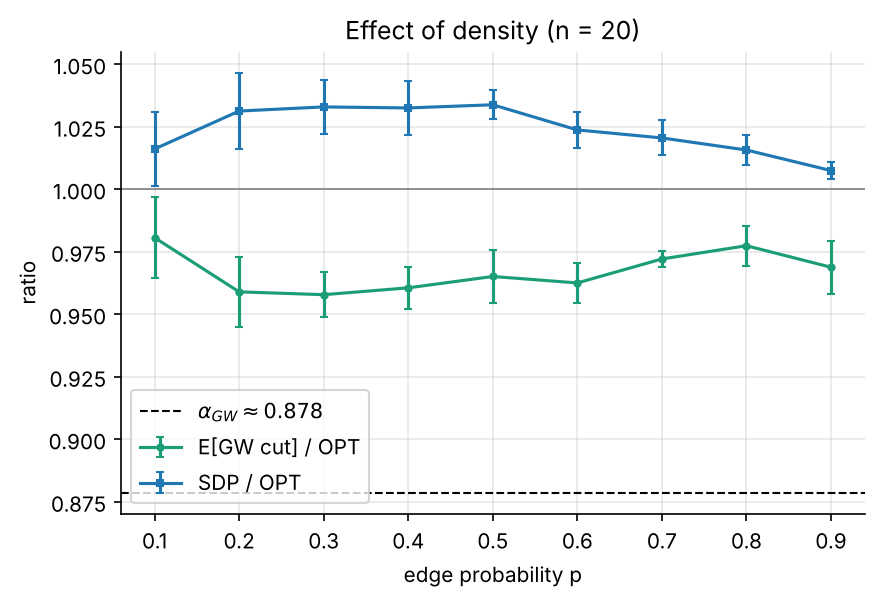 Effect of density (n = 20)
1.050
1.025
1.000
0.975
0.950
0.925
0.900
0.875
ratio
α_GW ≈ 0.878
E[GW cut] / OPT
SDP / OPT
0.1 0.2 0.3 0.4 0.5 0.6 0.7 0.8 0.9
edge probability p